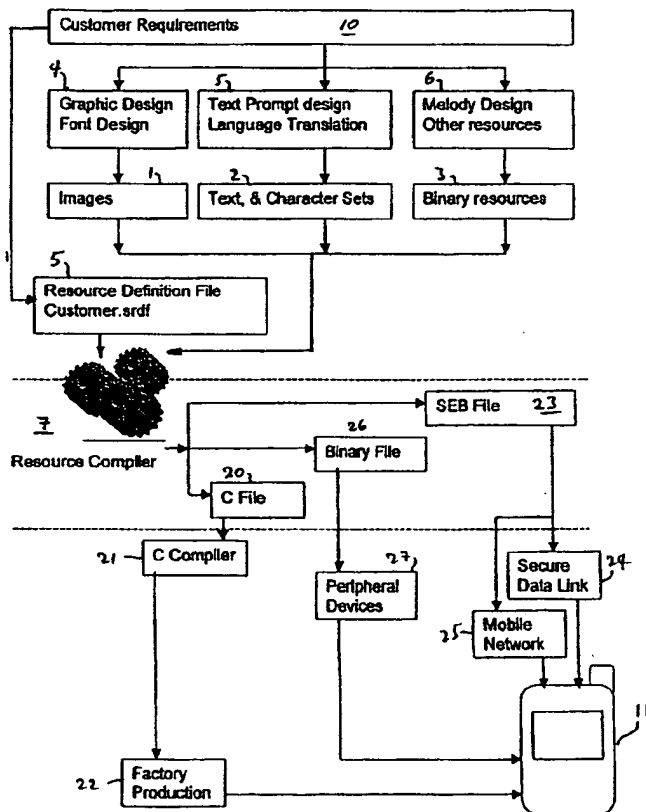 Customer Requirements 10
4
Graphic Design
Font Design
5
Text Prompt design
Language Translation
6
Melody Design
Other resources
1
Images
2
Text, & Character Sets
3
Binary resources
5
Resource Definition File
Customer.srdf
7
Resource Compiler
SEB File 23
26
Binary File
20
C File
21
C Compiler
27
Peripheral
Devices
Secure
Data Link
24
25
Mobile
Network
11
22
Factory
Production